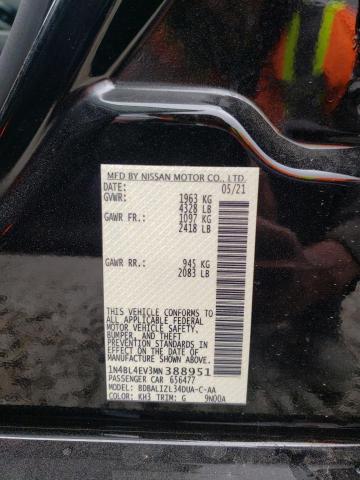 MFD BY NISSAN MOTOR CO., LTD.
DATE: 05/21
GVWR: 1963 KG
4328 LB
GAWR FR: 1097 KG
2418 LB
GAWR RR: 945 KG
2083 LB
THIS VEHICLE CONFORMS TO
ALL APPLICABLE FEDERAL
MOTOR VEHICLE SAFETY,
BUMPER, AND THEFT
PREVENTION STANDARDS
IN EFFECT ON THE DATE OF
MANUFACTURE SHOWN ABOVE.
1N4BL4EV3MN388951
PASSENGER CAR 656477
MODEL: BDBALIZL34DUA-C-AA
COLOR: KH3 TRIM: G 9N00A